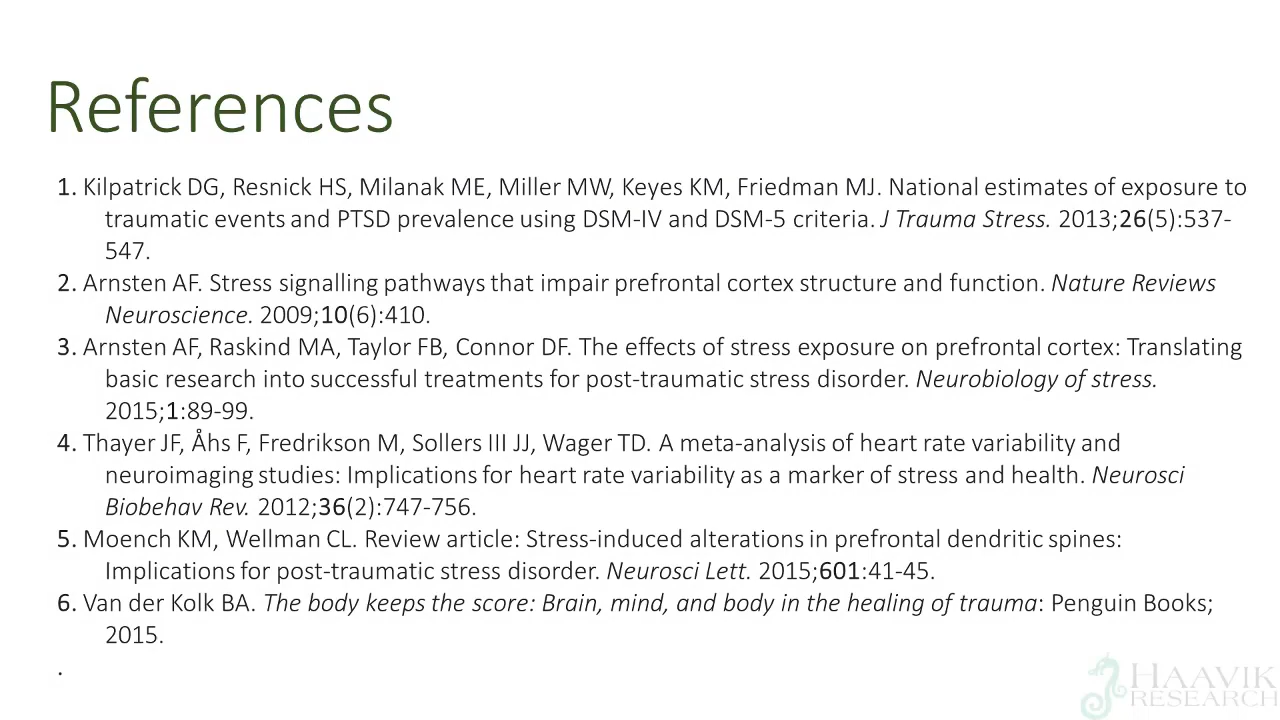 References
1. Kilpatrick DG, Resnick HS, Milanak ME, Miller MW, Keyes KM, Friedman MJ. National estimates of exposure to
traumatic events and PTSD prevalence using DSM-IV and DSM-5 criteria. J Trauma Stress. 2013;26(5):537-
547.
2. Arnsten AF. Stress signalling pathways that impair prefrontal cortex structure and function. Nature Reviews
Neuroscience. 2009;10(6):410.
3. Arnsten AF, Raskind MA, Taylor FB, Connor DF. The effects of stress exposure on prefrontal cortex: Translating
basic research into successful treatments for post-traumatic stress disorder. Neurobiology of stress.
2015;1:89-99.
4. Thayer JF, Åhs F, Fredrikson M, Sollers III JJ, Wager TD. A meta-analysis of heart rate variability and
neuroimaging studies: Implications for heart rate variability as a marker of stress and health. Neurosci
Biobehav Rev. 2012;36(2):747-756.
5. Moench KM, Wellman CL. Review article: Stress-induced alterations in prefrontal dendritic spines:
Implications for post-traumatic stress disorder. Neurosci Lett. 2015;601:41-45.
6. Van der Kolk BA. The body keeps the score: Brain, mind, and body in the healing of trauma: Penguin Books;
2015.
.
HAAVIK
RESEARCH